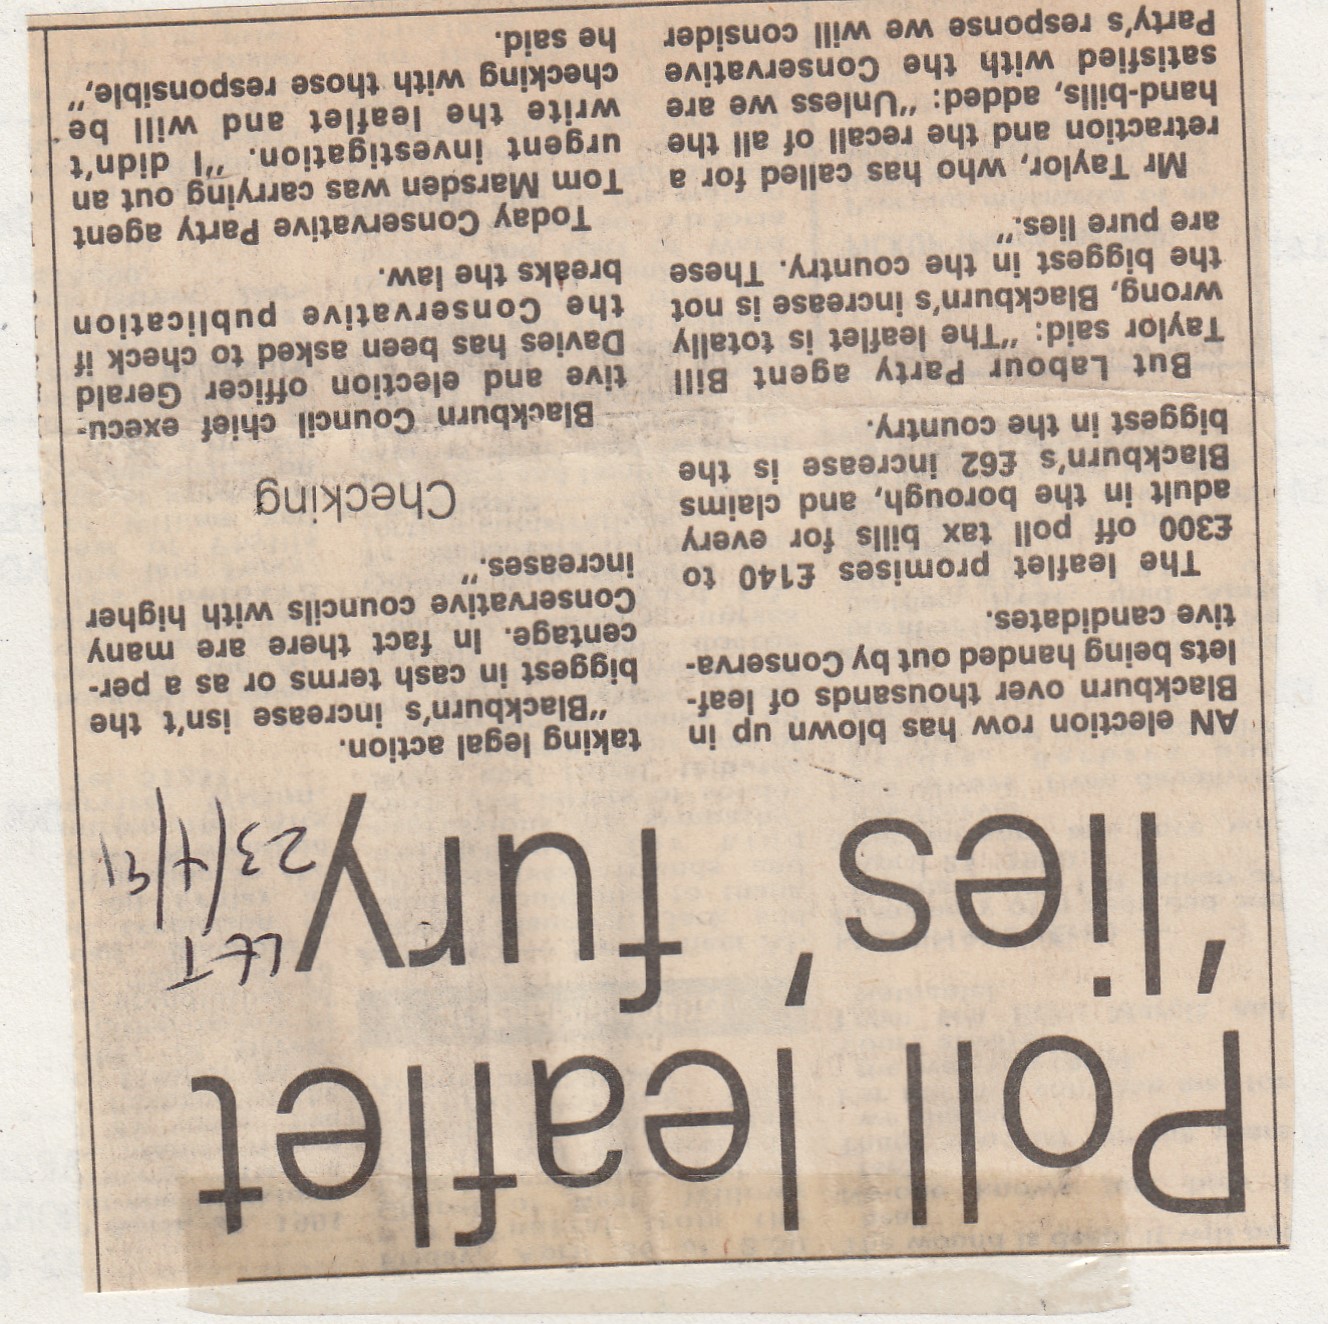 Poll leaflet
'lies' fury
LET
23/4/91
AN election row has blown up in
Blackburn over thousands of leaf-
lets being handed out by Conserva-
tive candidates.
The leaflet promises £140 to
£300 off poll tax bills for every
adult in the borough, and claims
Blackburn's £62 increase is the
biggest in the country.
But Labour Party agent Bill
Taylor said: "The leaflet is totally
wrong, Blackburn's increase is not
the biggest in the country. These
are pure lies."
Mr Taylor, who has called for a
retraction and the recall of all the
hand-bills, added: "Unless we are
satisfied with the Conservative
Party's response we will consider
taking legal action.
"Blackburn's increase isn't the
biggest in cash terms or as a per-
centage. In fact there are many
Conservative councils with higher
increases."
Checking
Blackburn Council chief execu-
tive and election officer Gerald
Davies has been asked to check if
the Conservative publication
breaks the law.
Today Conservative Party agent
Tom Marsden was carrying out an
urgent investigation. "I didn't
write the leaflet and will be
checking with those responsible,"
he said.